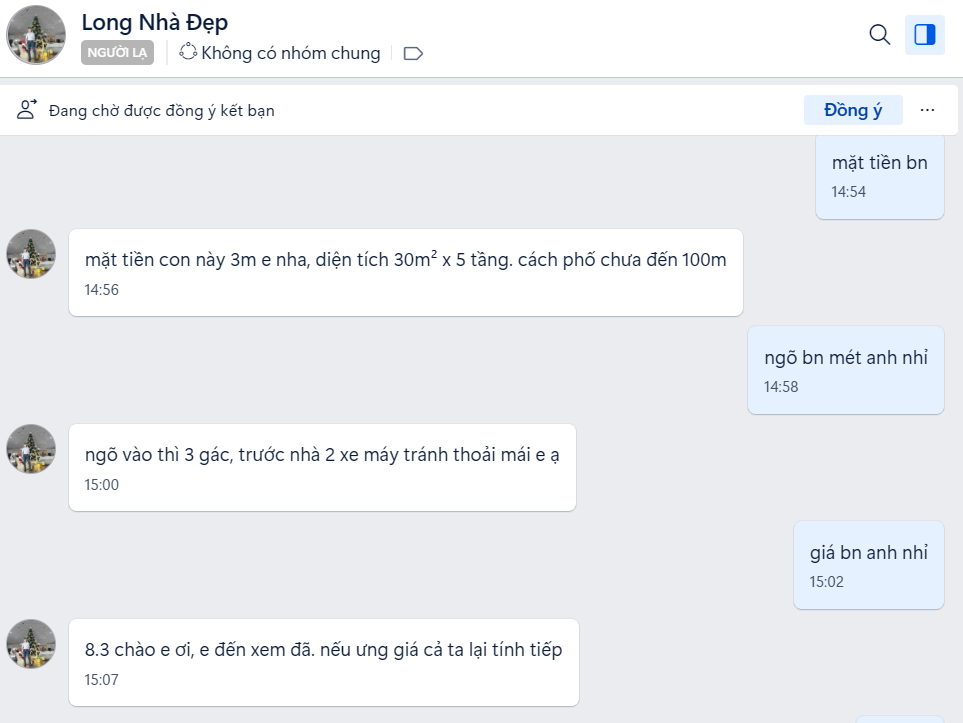 Long Nhà Đẹp
NGƯỜI LẠ
Không có nhóm chung
Đang chờ được đồng ý kết bạn
Đồng ý
mặt tiền bn
14:54
mặt tiền con này 3m e nha, diện tích 30m² x 5 tầng. cách phố chưa đến 100m
14:56
ngõ bn mét anh nhỉ
14:58
ngõ vào thì 3 gác, trước nhà 2 xe máy tránh thoải mái e ạ
15:00
giá bn anh nhỉ
15:02
8.3 chào e ơi, e đến xem đã. nếu ưng giá cả ta lại tính tiếp
15:07